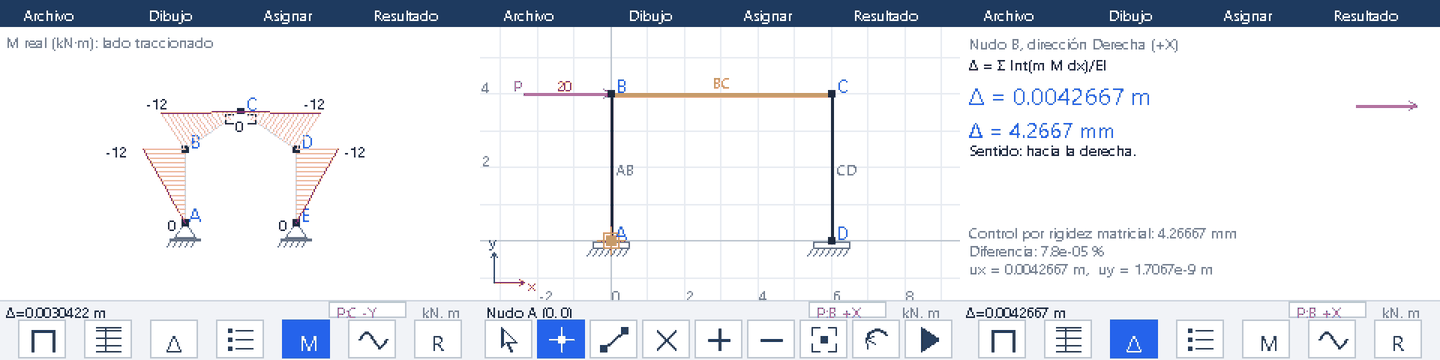 Archivo Dibujo Asignar Resultado
M real (kN·m): lado traccionado
-12 C -12
0
B D
-12 -12
A E
0 0
Δ=0.0030422 m P:C -Y kN. m
M R
Archivo Dibujo Asignar Resultado
4 P 20 B BC C
2 AB CD
A D
y
x -2 0 2 4 6 8
Nudo A (0, 0) P:B +X kN. m
Archivo Dibujo Asignar Resultado
Nudo B, dirección Derecha (+X)
Δ = Σ Int(m M dx)/EI
Δ = 0.0042667 m
Δ = 4.2667 mm
Sentido: hacia la derecha.
Control por rigidez matricial: 4.26667 mm
Diferencia: 7.8e-05 %
ux = 0.0042667 m, uy = 1.7067e-9 m
Δ=0.0042667 m P:B +X kN. m
Δ M R